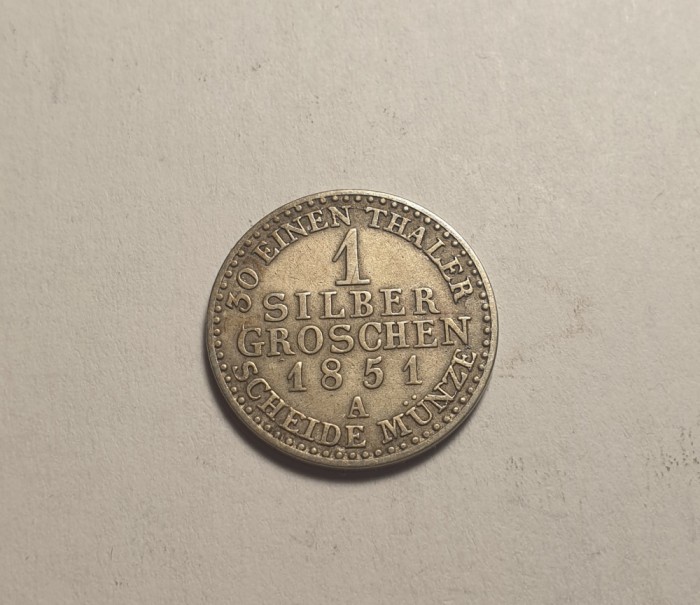 30 EINEN THALER
1
SILBER
GROSCHEN
1851
A
SCHEIDE MÜNZE